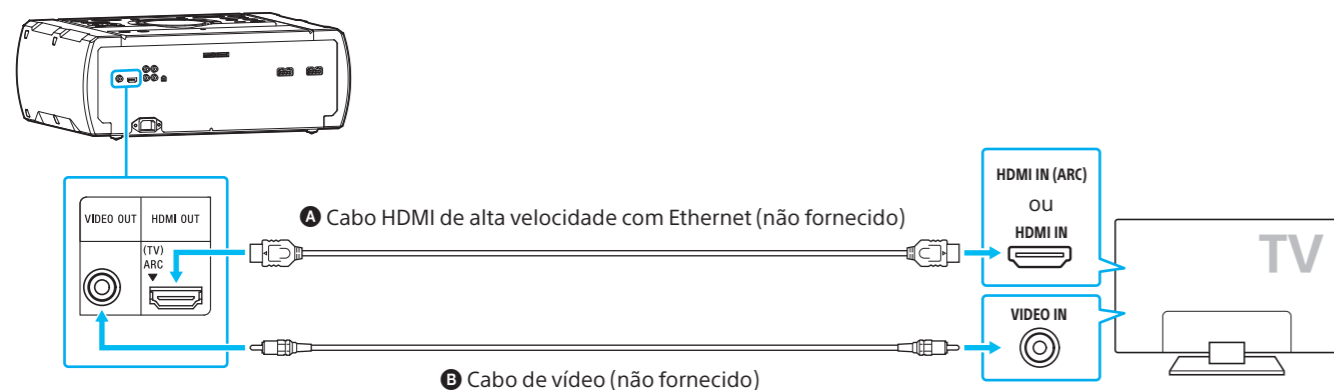 VIDEO OUT
HDMI OUT
(TV)
ARC
A Cabo HDMI de alta velocidade com Ethernet (não fornecido)
HDMI IN (ARC)
ou
HDMI IN
TV
VIDEO IN
B Cabo de vídeo (não fornecido)